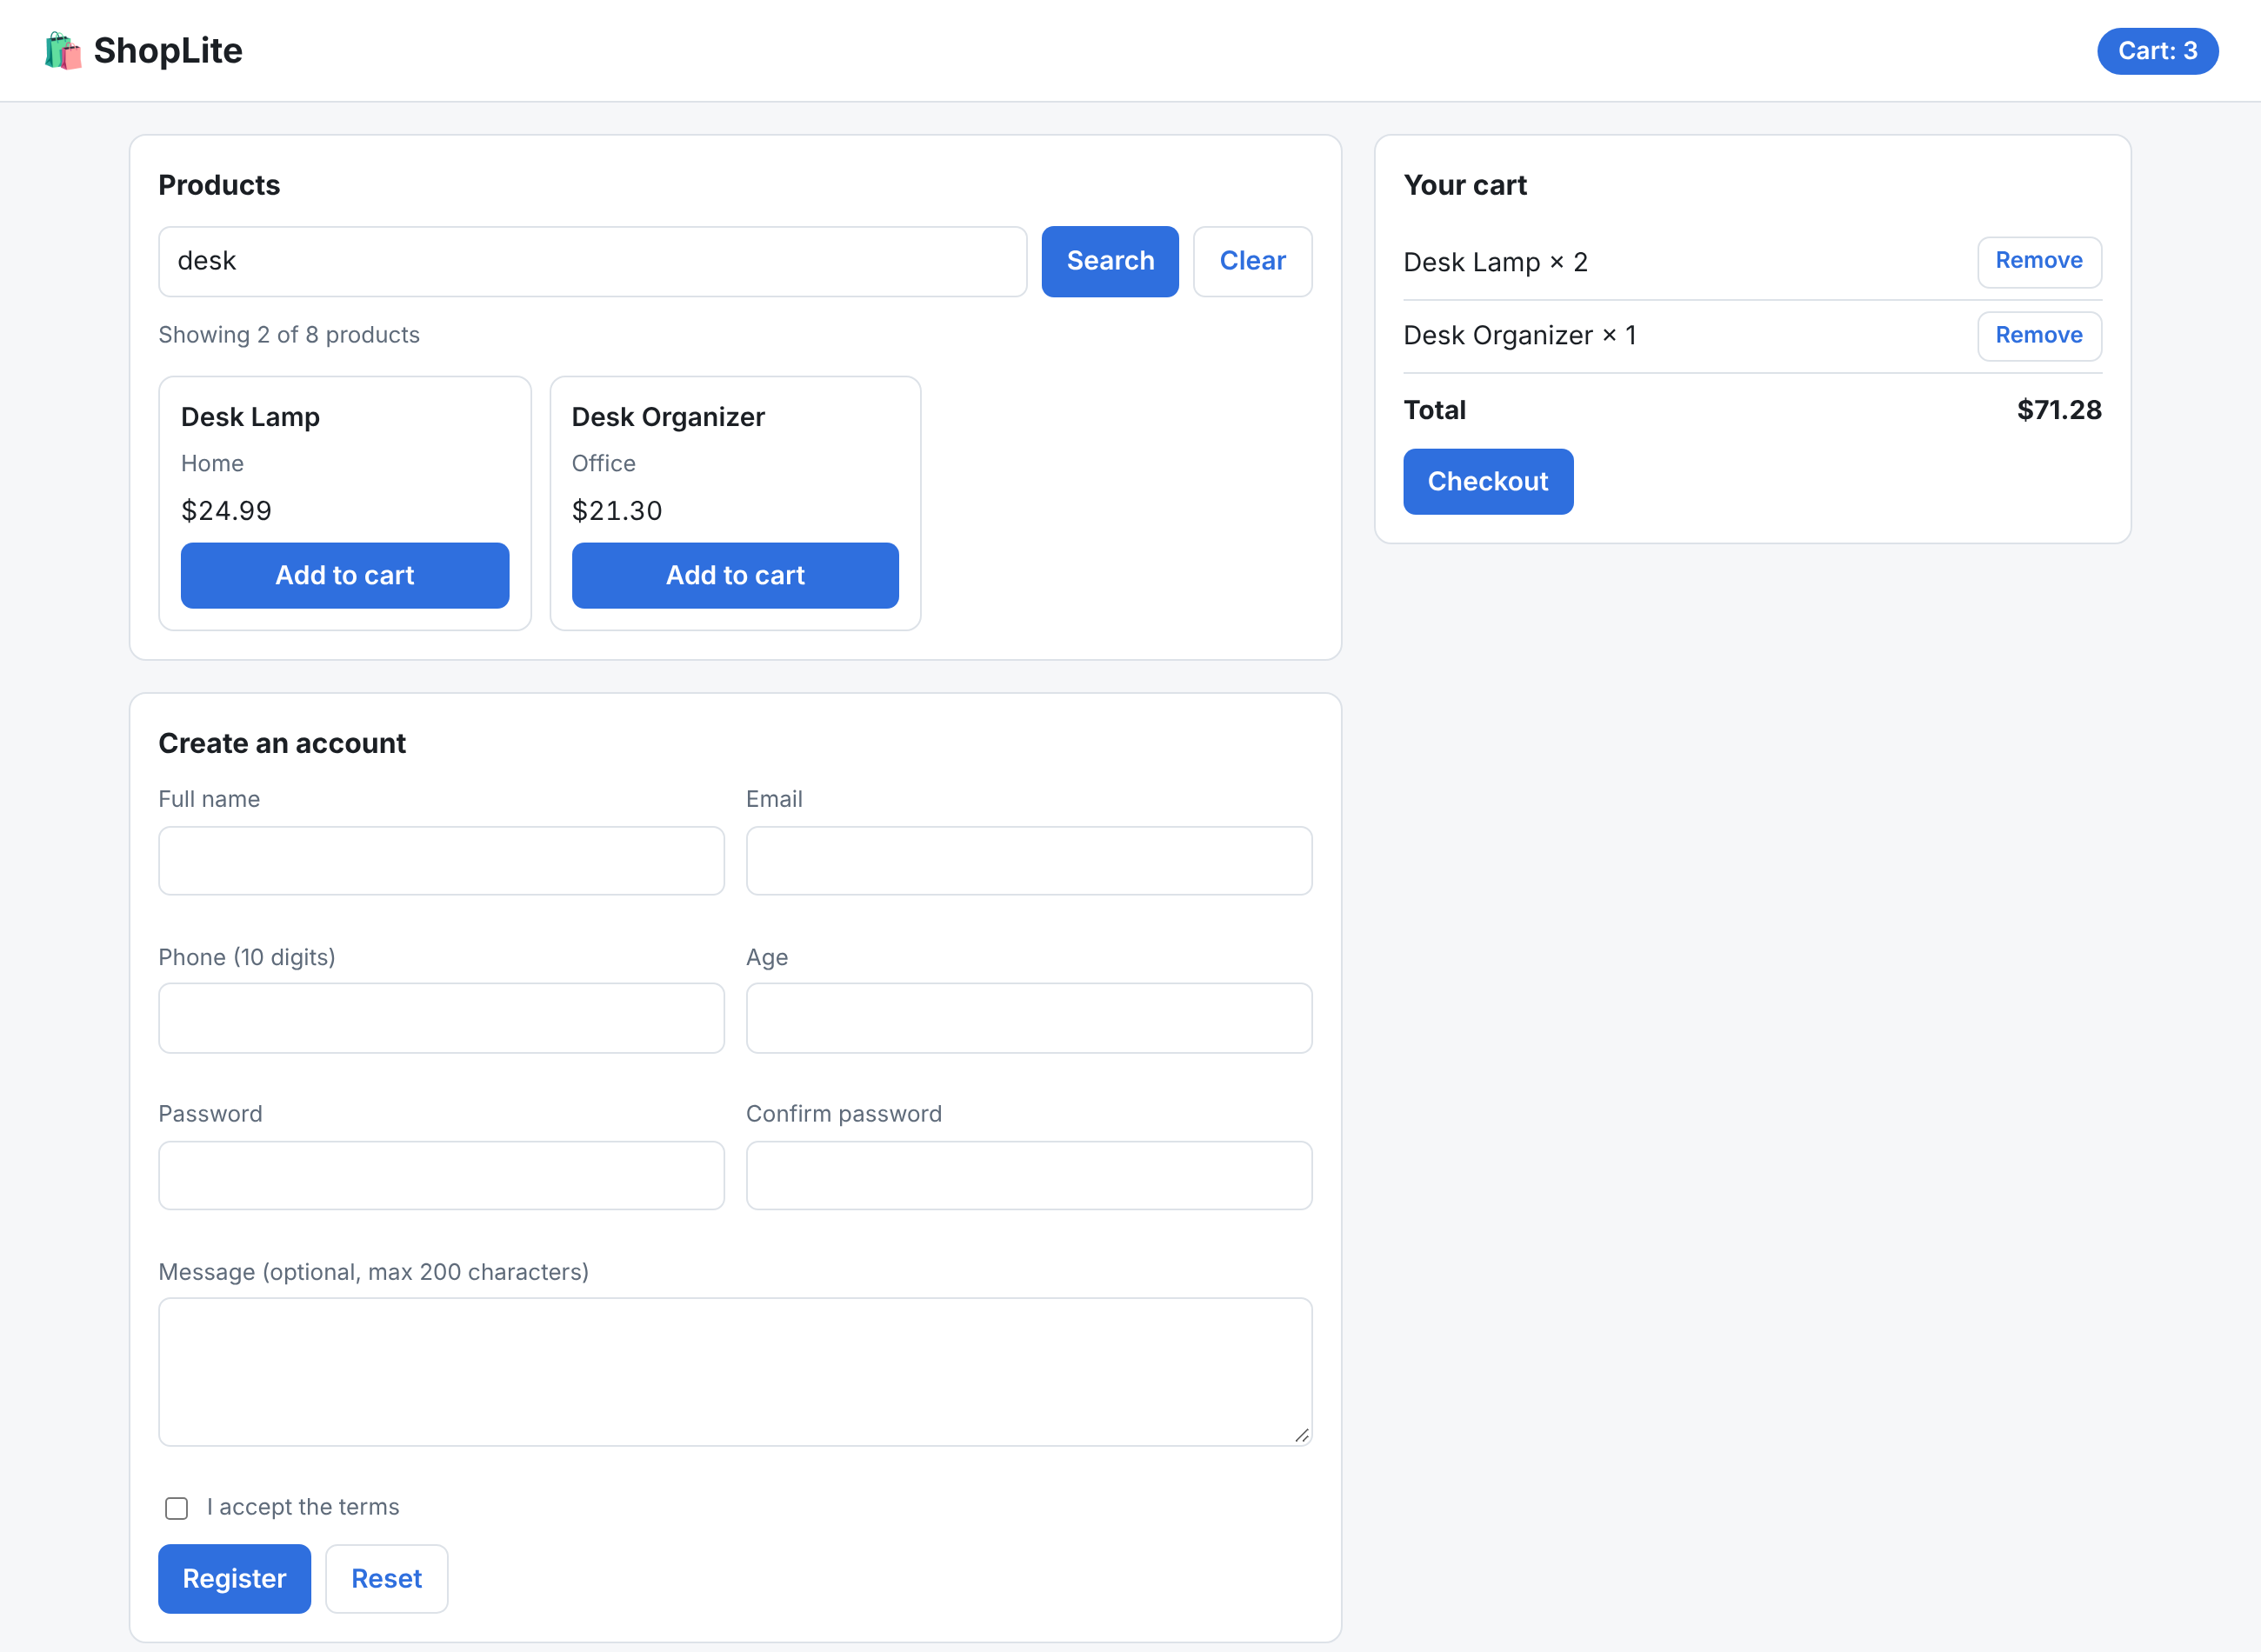 ShopLite
Cart: 3
Products
desk
Search
Clear
Showing 2 of 8 products
Desk Lamp
Home
$24.99
Add to cart
Desk Organizer
Office
$21.30
Add to cart
Your cart
Desk Lamp × 2
Remove
Desk Organizer × 1
Remove
Total
$71.28
Checkout
Create an account
Full name
Email
Phone (10 digits)
Age
Password
Confirm password
Message (optional, max 200 characters)
I accept the terms
Register
Reset